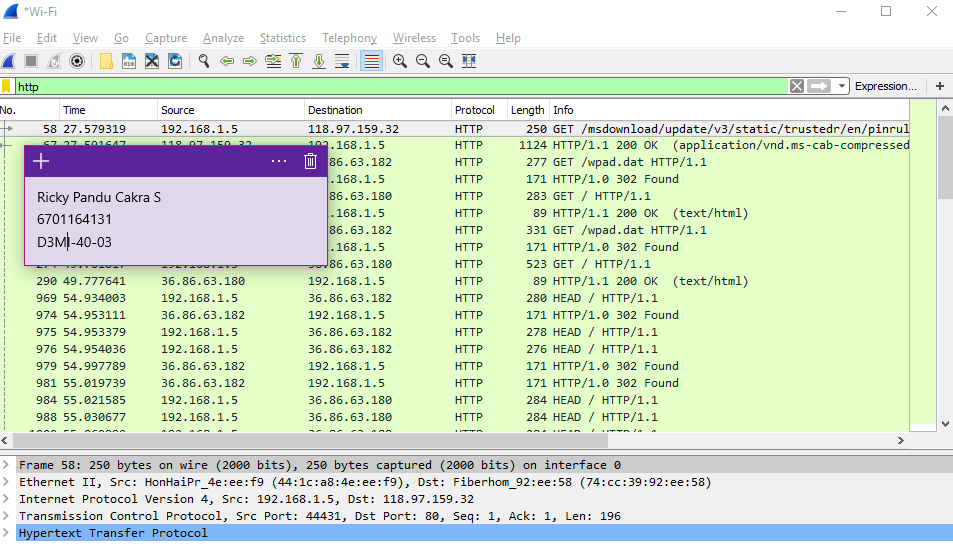 *Wi-Fi
File Edit View Go Capture Analyze Statistics Telephony Wireless Tools Help
http Expression... +
No. Time Source Destination Protocol Length Info
58 27.579319 192.168.1.5 118.97.159.32 HTTP 250 GET /msdownload/update/v3/static/trustedr/en/pinrul
67 27.591647 118.97.159.32 192.168.1.5 HTTP 1124 HTTP/1.1 200 OK (application/vnd.ms-cab-compressed
36.86.63.182 HTTP 277 GET /wpad.dat HTTP/1.1
192.168.1.5 HTTP 171 HTTP/1.0 302 Found
36.86.63.180 HTTP 283 GET / HTTP/1.1
192.168.1.5 HTTP 89 HTTP/1.1 200 OK (text/html)
36.86.63.182 HTTP 331 GET /wpad.dat HTTP/1.1
192.168.1.5 HTTP 171 HTTP/1.0 302 Found
36.86.63.180 HTTP 523 GET / HTTP/1.1
Ricky Pandu Cakra S
6701164131
D3MI-40-03
290 49.777641 36.86.63.180 192.168.1.5 HTTP 89 HTTP/1.1 200 OK (text/html)
969 54.934003 192.168.1.5 36.86.63.182 HTTP 280 HEAD / HTTP/1.1
974 54.953111 36.86.63.182 192.168.1.5 HTTP 171 HTTP/1.0 302 Found
975 54.953379 192.168.1.5 36.86.63.182 HTTP 278 HEAD / HTTP/1.1
976 54.954036 192.168.1.5 36.86.63.182 HTTP 276 HEAD / HTTP/1.1
979 54.997789 36.86.63.182 192.168.1.5 HTTP 171 HTTP/1.0 302 Found
981 55.019739 36.86.63.182 192.168.1.5 HTTP 171 HTTP/1.0 302 Found
984 55.021585 192.168.1.5 36.86.63.180 HTTP 284 HEAD / HTTP/1.1
988 55.030677 192.168.1.5 36.86.63.180 HTTP 284 HEAD / HTTP/1.1
Frame 58: 250 bytes on wire (2000 bits), 250 bytes captured (2000 bits) on interface 0
Ethernet II, Src: HonHaiPr_4e:ee:f9 (44:1c:a8:4e:ee:f9), Dst: Fiberhom_92:ee:58 (74:cc:39:92:ee:58)
Internet Protocol Version 4, Src: 192.168.1.5, Dst: 118.97.159.32
Transmission Control Protocol, Src Port: 44431, Dst Port: 80, Seq: 1, Ack: 1, Len: 196
Hypertext Transfer Protocol